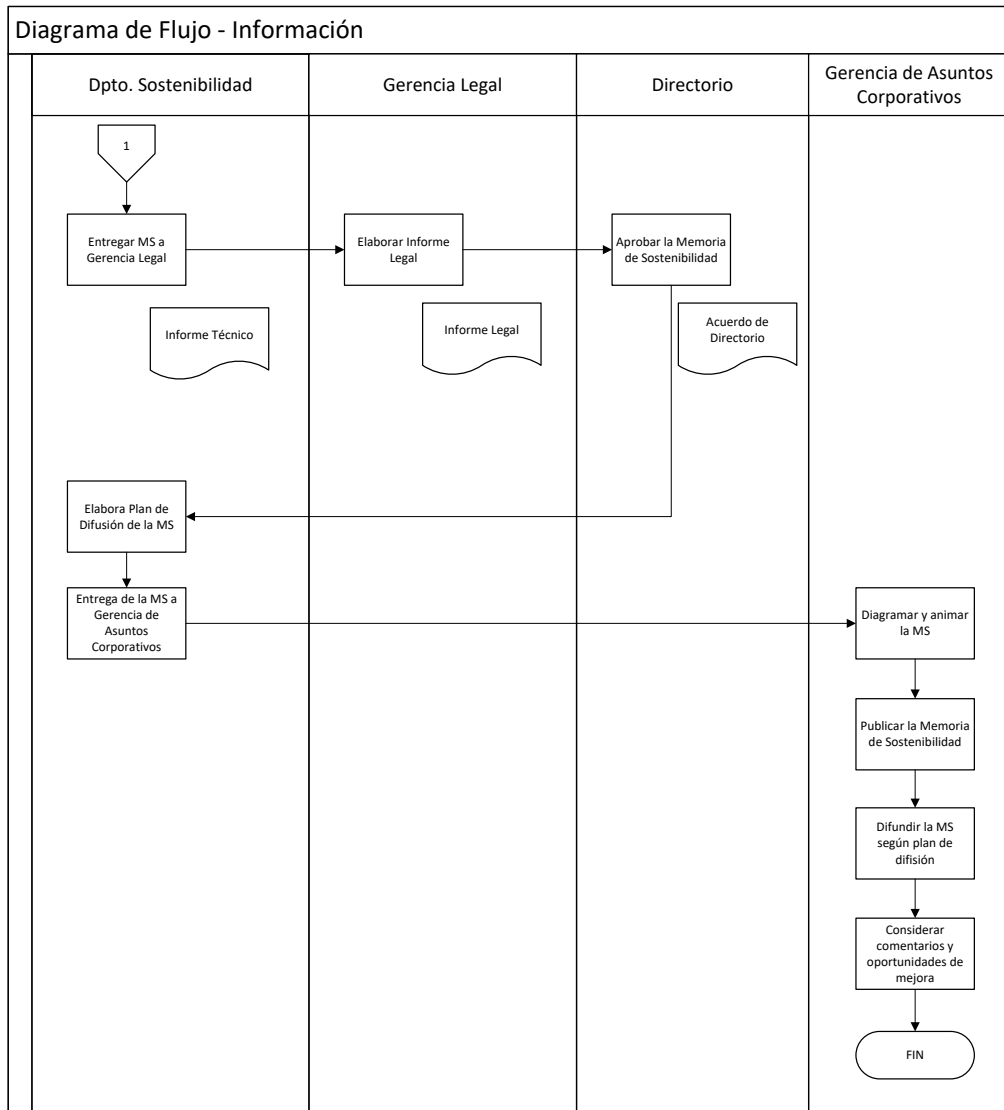 Diagrama de Flujo - Información
Dpto. Sostenibilidad
Gerencia Legal
Directorio
Gerencia de Asuntos
Corporativos
1
Entregar MS a
Gerencia Legal
Elaborar Informe
Legal
Aprobar la Memoria
de Sostenibilidad
Informe Técnico
Informe Legal
Acuerdo de
Directorio
Elabora Plan de
Difusión de la MS
Entrega de la MS a
Gerencia de
Asuntos
Corporativos
Diagramar y animar
la MS
Publicar la Memoria
de Sostenibilidad
Difundir la MS
según plan de
difisión
Considerar
comentarios y
oportunidades de
mejora
FIN